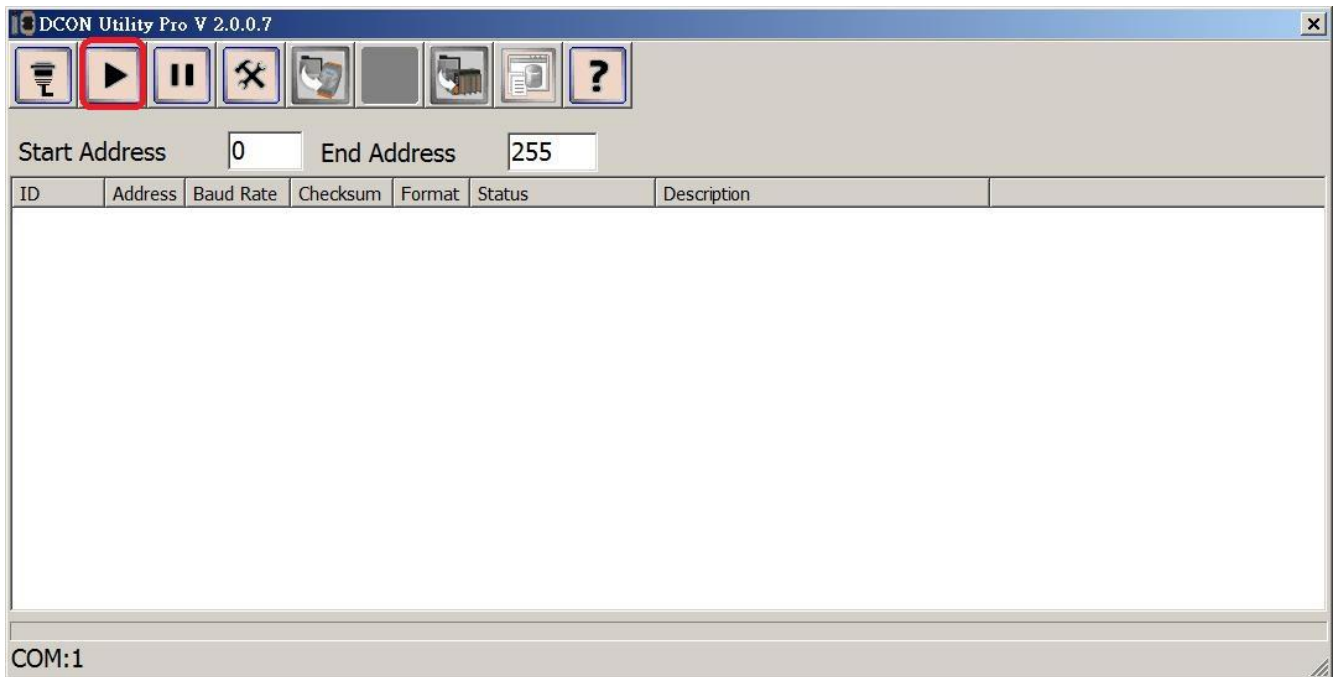 DCON Utility Pro V 2.0.0.7
?
Start Address 0 End Address 255
ID Address Baud Rate Checksum Format Status Description
COM:1